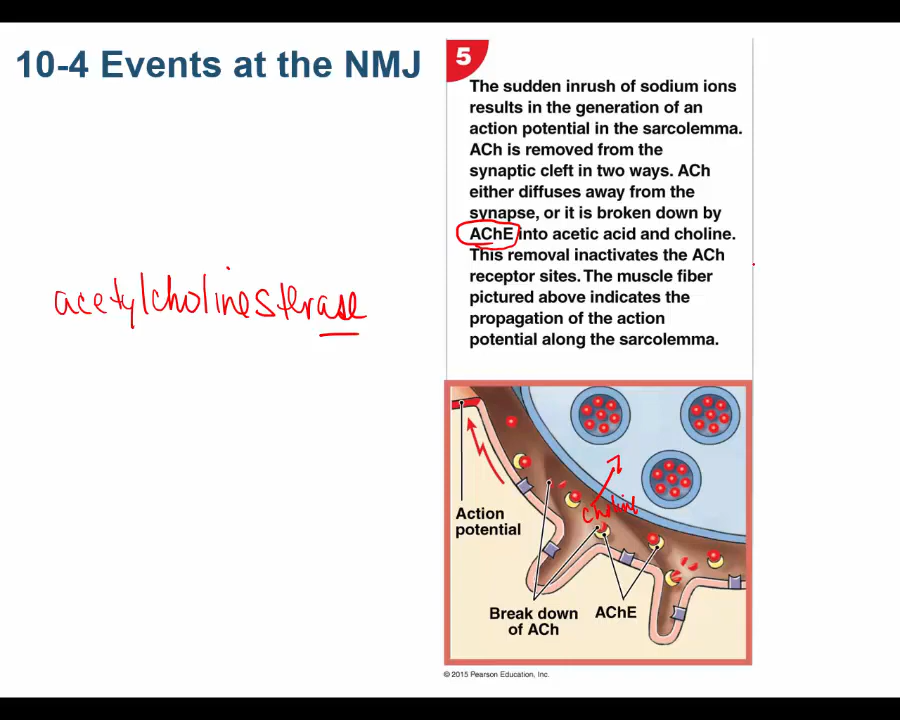 10-4 Events at the NMJ
5
The sudden inrush of sodium ions
results in the generation of an
action potential in the sarcolemma.
ACh is removed from the
synaptic cleft in two ways. ACh
either diffuses away from the
synapse, or it is broken down by
AChE into acetic acid and choline.
This removal inactivates the ACh
receptor sites. The muscle fiber
pictured above indicates the
propagation of the action
potential along the sarcolemma.
acetylcholinesterase
choline
Action
potential
Break down
of ACh
AChE
© 2015 Pearson Education, Inc.